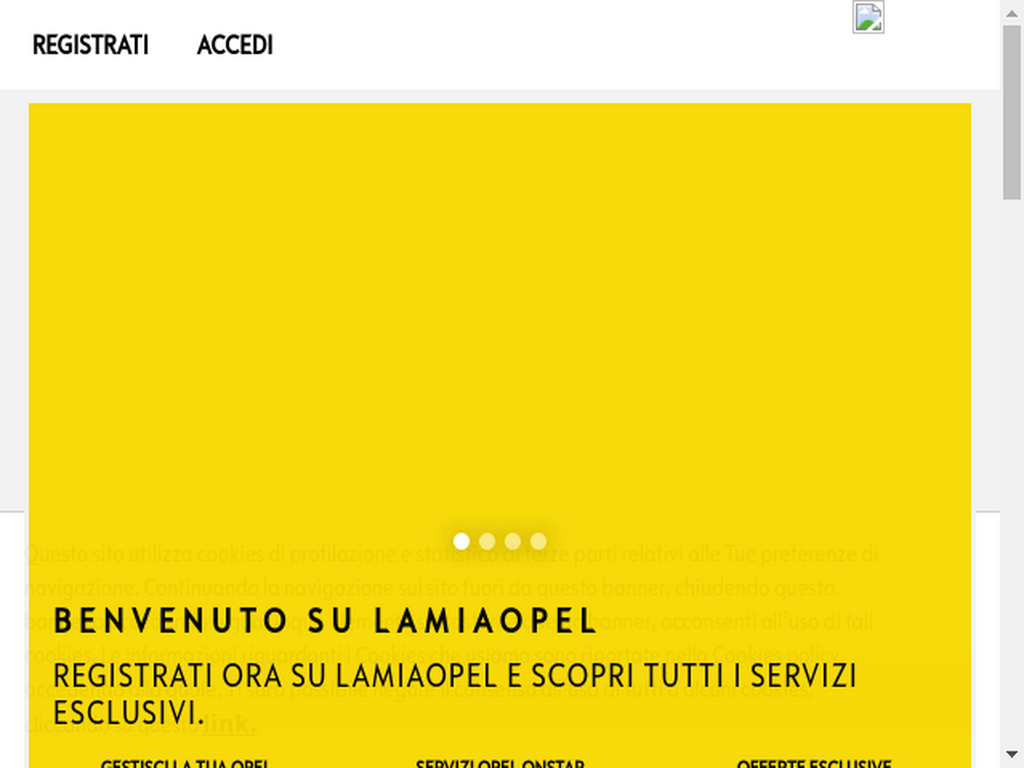 REGISTRATI ACCEDI
Questo sito utilizza cookies di profilazione e statistica di terze parti relativi alle Tue preferenze di
navigazione. Continuando la navigazione sul sito fuori da questo banner, chiudendo questo
BENVENUTO SU LAMIAOPEL
banner, acconsenti all'uso di tali
cookies. Le informazioni riguardanti i Cookies che usiamo sono riportate nella Cookies policy
REGISTRATI ORA SU LAMIAOPEL E SCOPRI TUTTI I SERVIZI
ESCLUSIVI.
cliccando su questo link.
GESTISCI LA TUA OPEL SERVIZI OPEL ONSTAR OFFERTE ESCLUSIVE